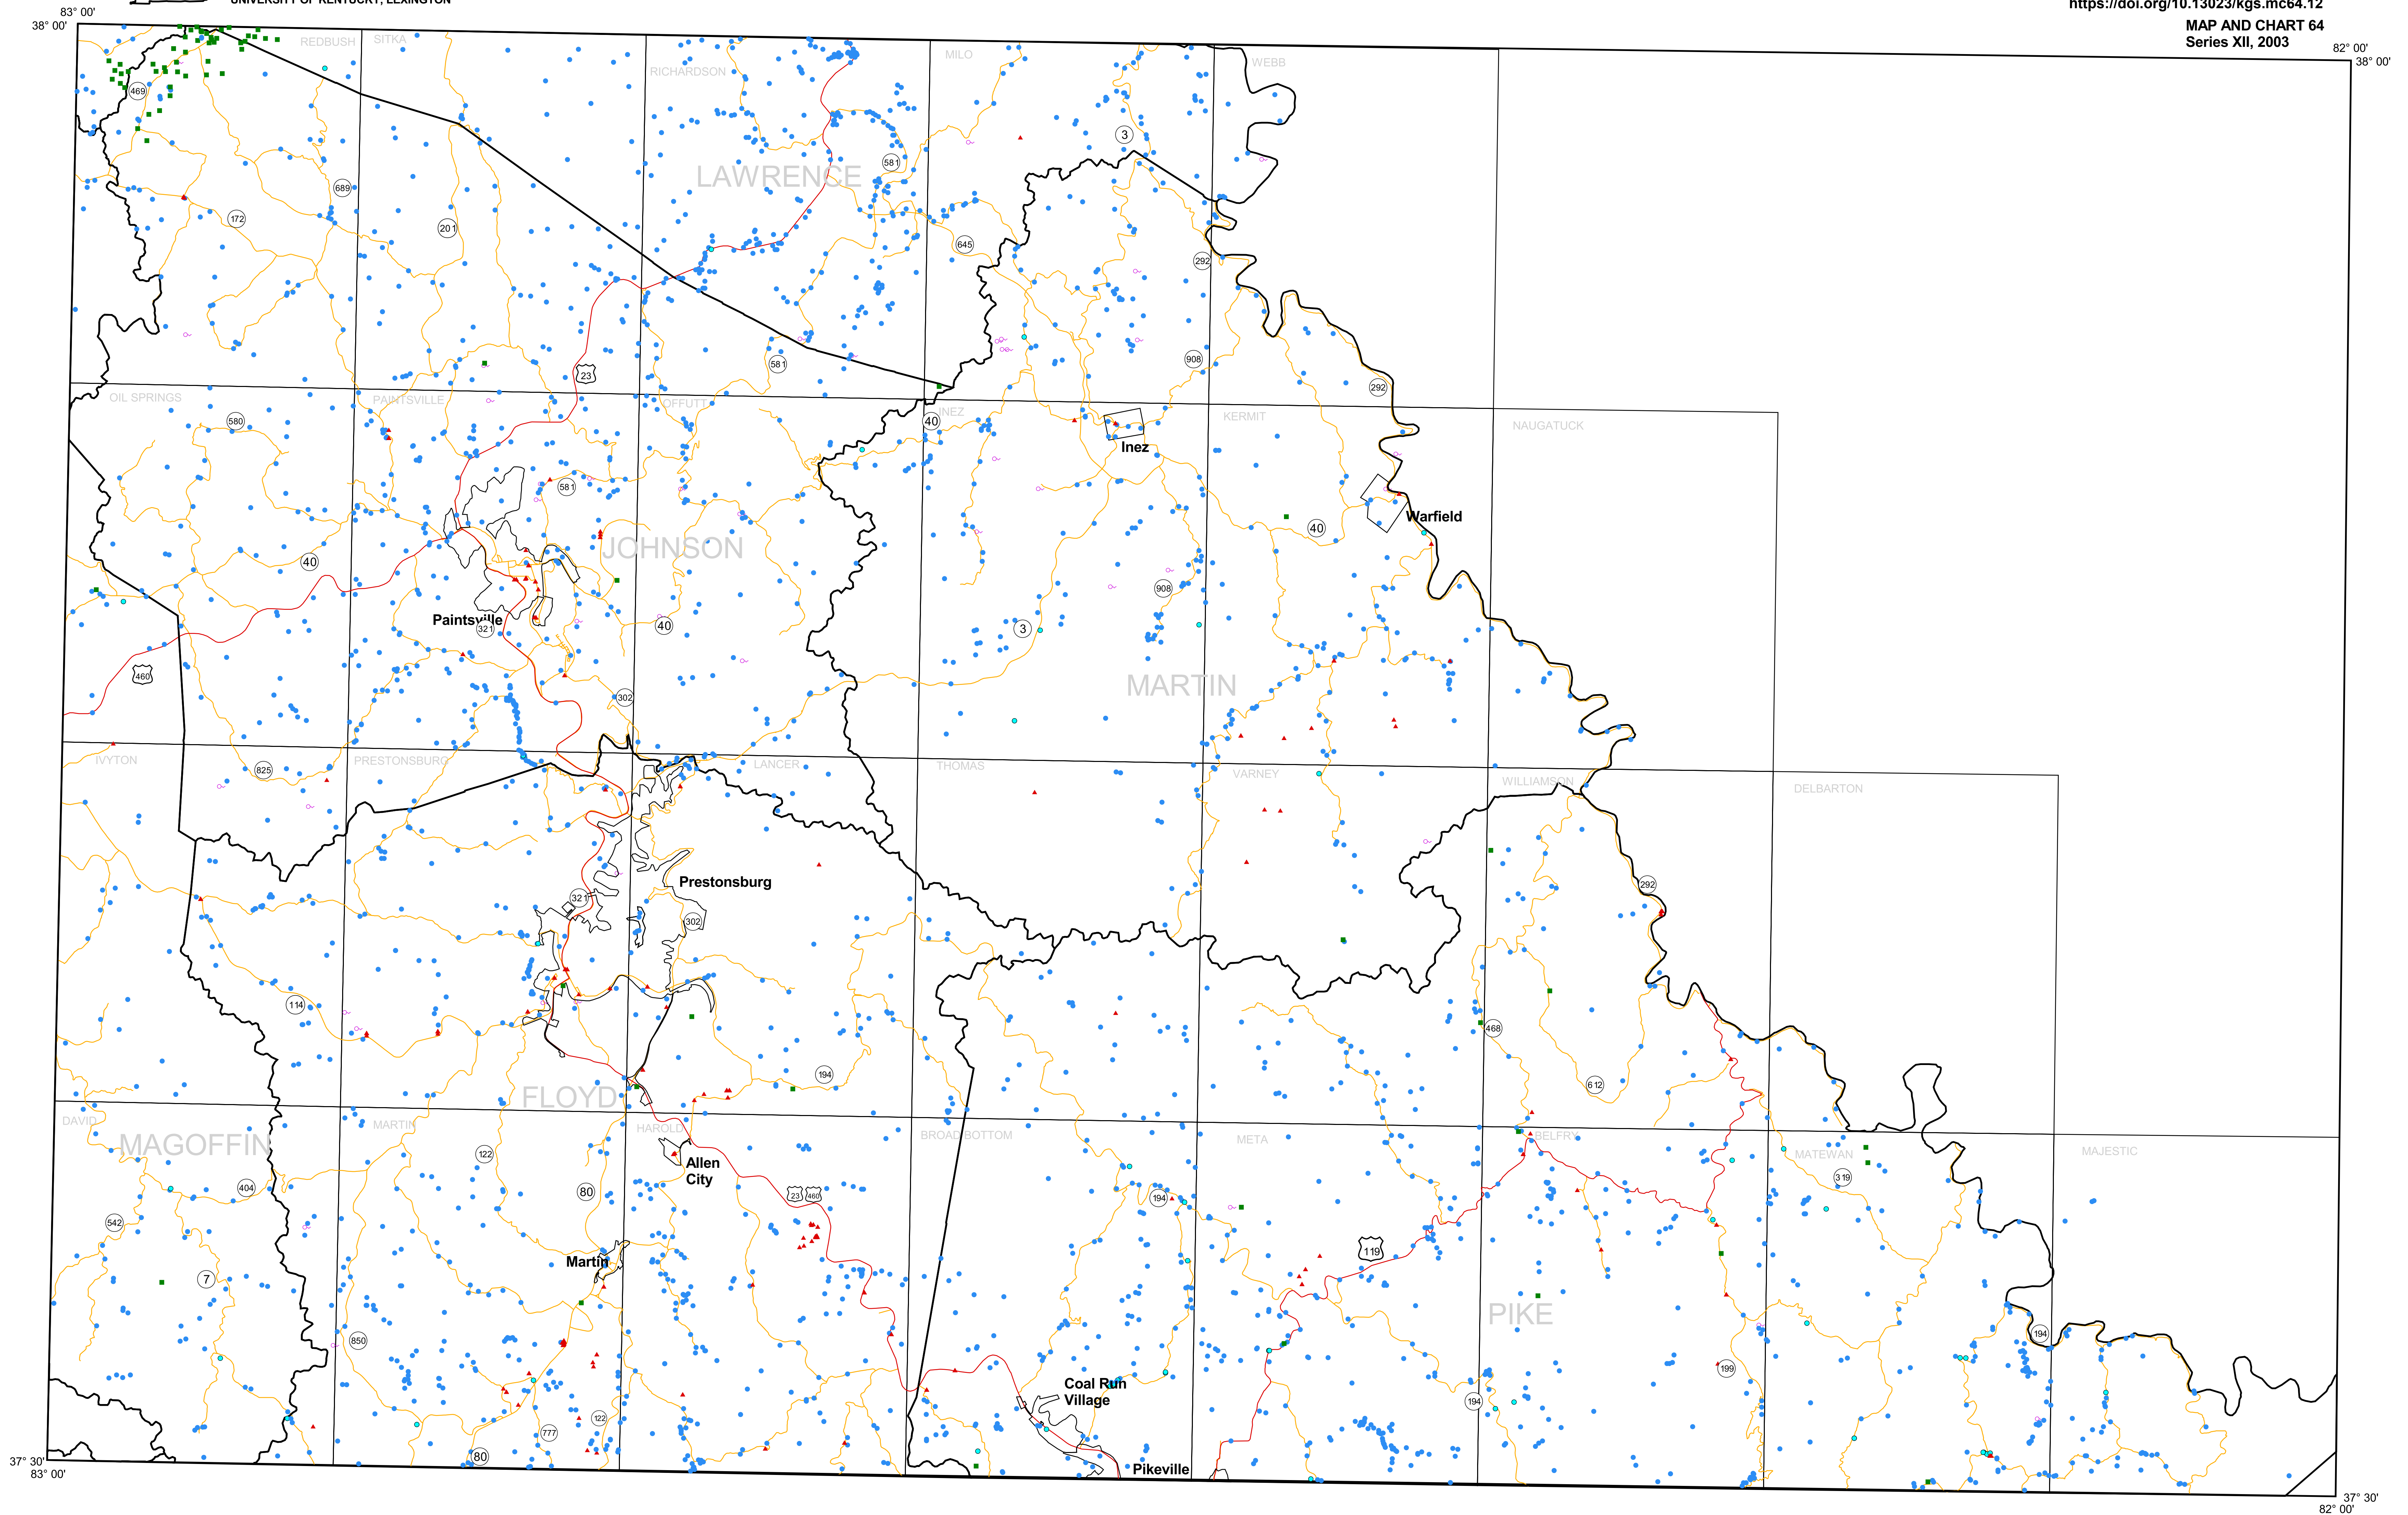 UNIVERSITY OF KENTUCKY, LEXINGTON
https://doi.org/10.13023/kgs.mc64.12
MAP AND CHART 64
Series XII, 2003
83° 00'
38° 00'
82° 00'
38° 00'
REDBUSH
SITKA
RICHARDSON
MILO
WEBB
469
3
581
LAWRENCE
689
172
201
645
292
908
23
581
292
OIL SPRINGS
PAINTSVILLE
OFFUTT
INEZ
KERMIT
NAUGATUCK
580
40
Inez
581
Warfield
40
JOHNSON
40
908
Paintsville
321
40
3
460
MARTIN
302
IVYTON
PRESTONSBURG
LANCER
THOMAS
VARNEY
WILLIAMSON
DELBARTON
825
Prestonsburg
292
321
302
114
468
194
612
FLOYD
DAVID
MARTIN
HAROLD
BROAD BOTTOM
META
BELFRY
MATEWAN
MAJESTIC
MAGOFFIN
122
Allen
City
404
80
23
460
194
319
542
119
Martin
7
PIKE
850
194
199
Coal Run
Village
194
122
777
80
Pikeville
37° 30'
83° 00'
37° 30'
82° 00'